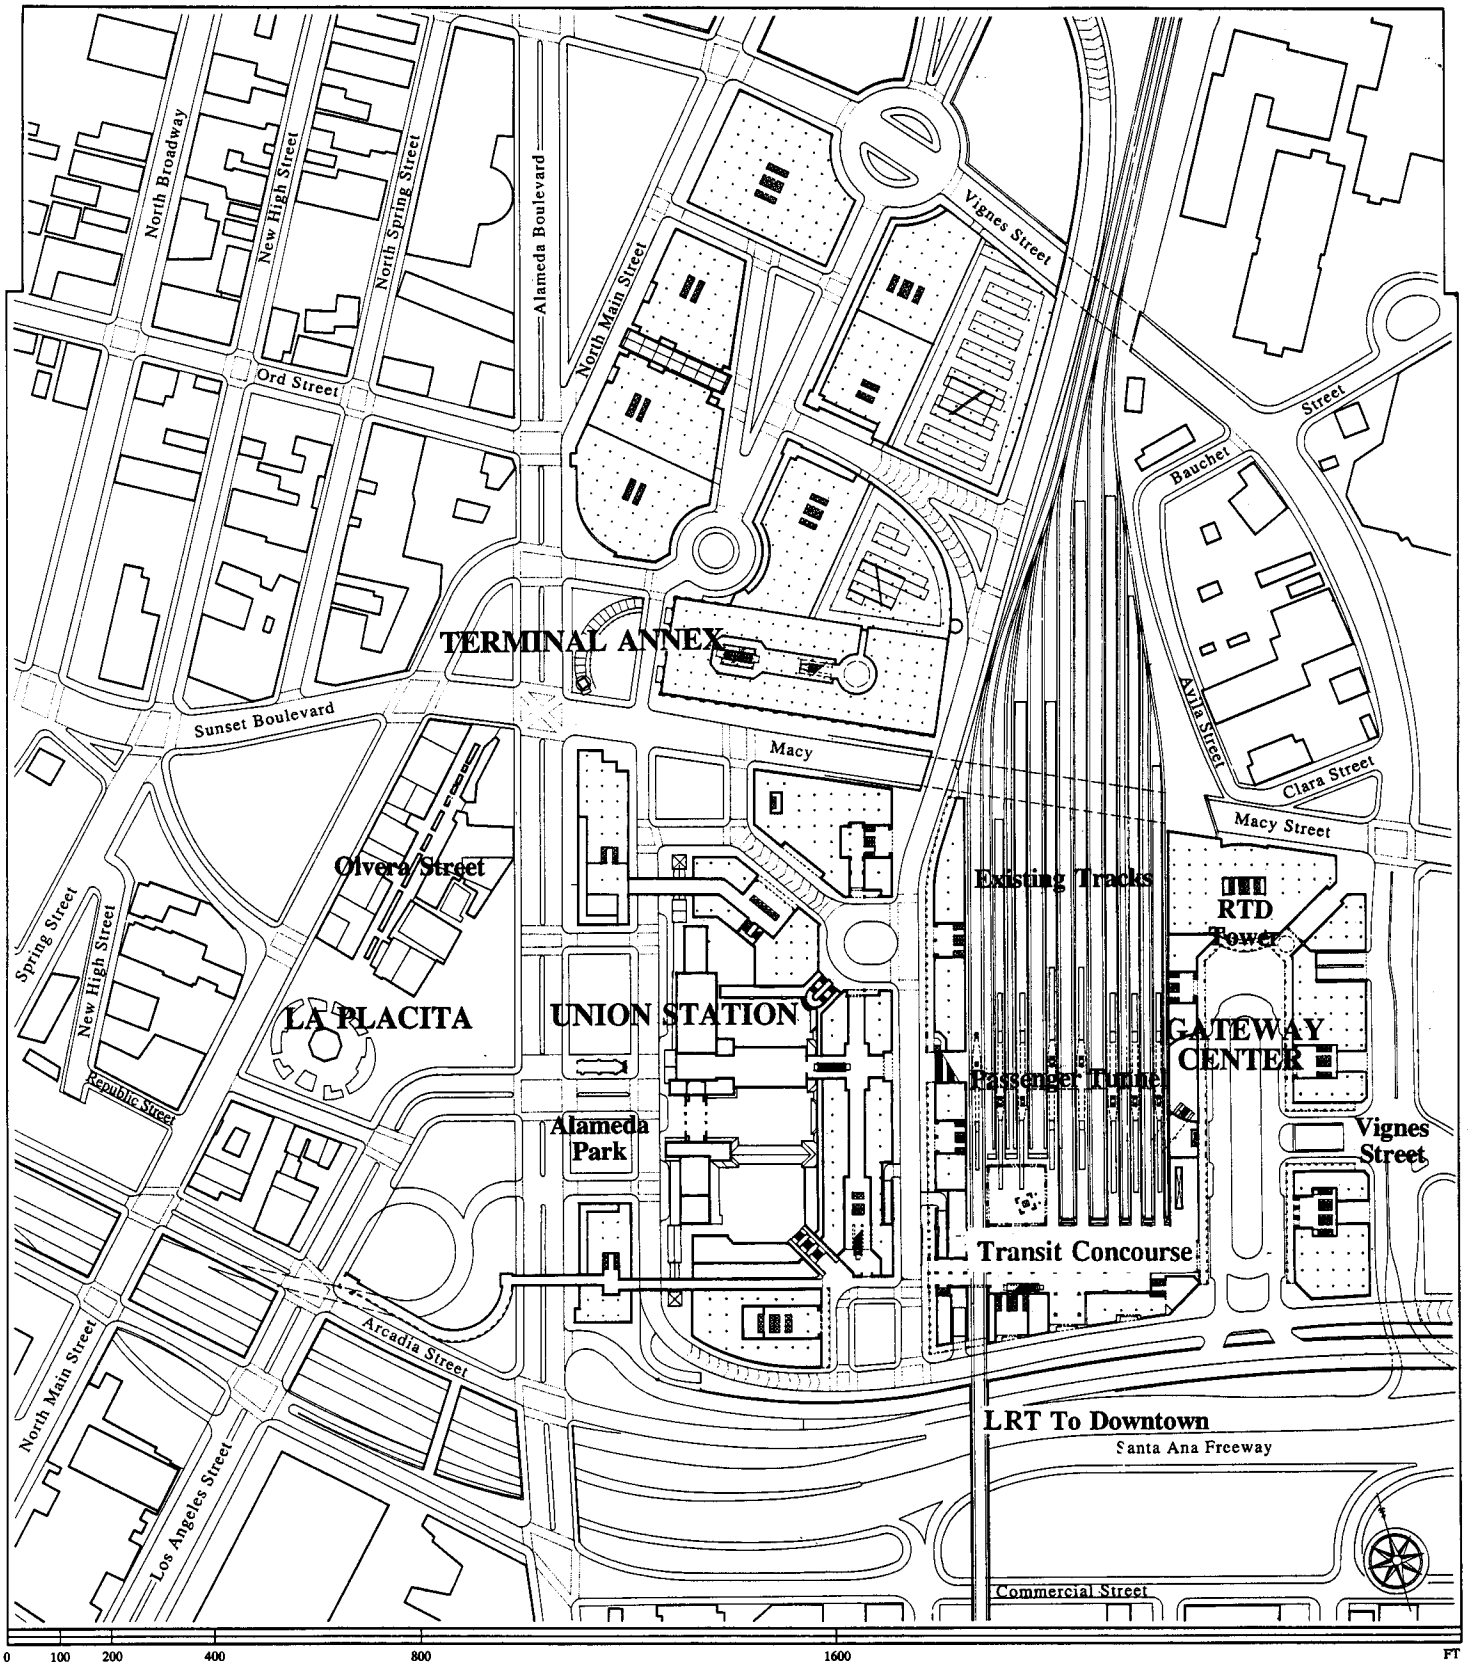 North Broadway
New High Street
North Spring Street
Alameda Boulevard
Vignes Street
North Main Street
Ord Street
Street
Bauchet
TERMINAL ANNEX
Avila Street
Sunset Boulevard
Macy
Clara Street
Macy Street
Olvera Street
Existing Tracks
RTD
Tower
Spring Street
New High Street
LA PLACITA
UNION STATION
GATEWAY
CENTER
Passenger Tunnel
Republic Street
Alameda
Park
Vignes
Street
Transit Concourse
Arcadia Street
North Main Street
LRT To Downtown
Santa Ana Freeway
Los Angeles Street
Commercial Street
0 100 200 400 800 1600 FT